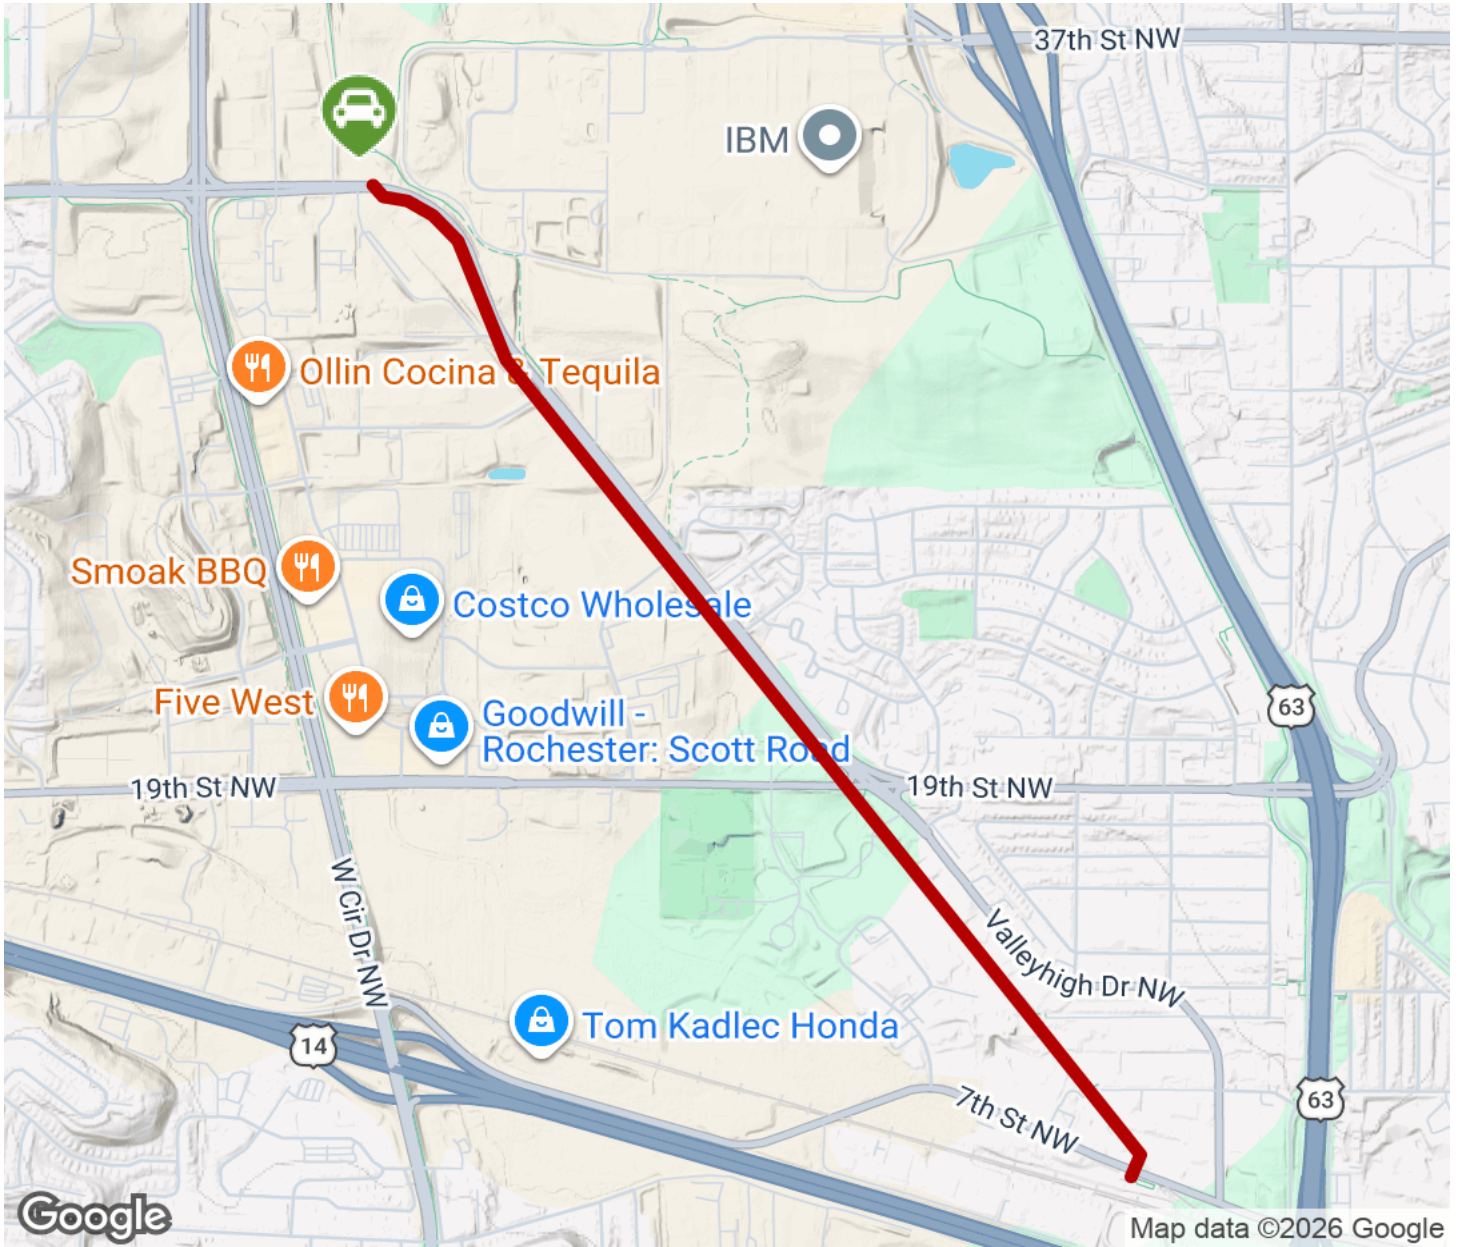 37th St NW
IBM
Ollin Cocina & Tequila
Smoak BBQ
Costco Wholesale
Five West
Goodwill -
Rochester: Scott Road
63
19th St NW
19th St NW
W Cir Dr NW
Valleyhigh Dr NW
14
Tom Kadlec Honda
7th St NW
63
Google
Map data ©2026 Google